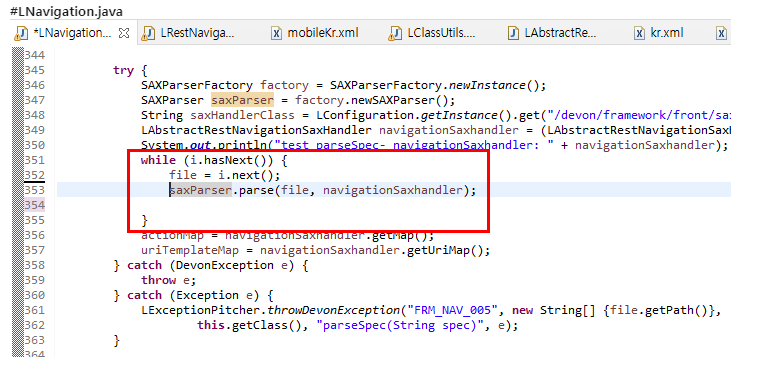 #LNavigation.java
*LNavigation... LRestNaviga... mobileKr.xml LClassUtils.... LAbstractRe... kr.xml
344
345 try {
346 SAXParserFactory factory = SAXParserFactory.newInstance();
347 SAXParser saxParser = factory.newSAXParser();
348 String saxHandlerClass = LConfiguration.getInstance().get("/devon/framework/front/sa
349 LAbstractRestNavigationSaxHandler navigationSaxhandler = (LAbstractRestNavigationSaxH
350 System.out.println("test parseSpec- navigationSaxhandler: " + navigationSaxhandler);
351 while (i.hasNext()) {
352 file = i.next();
353 saxParser.parse(file, navigationSaxhandler);
354
355 }
356 actionMap = navigationSaxhandler.getMap();
357 uriTemplateMap = navigationSaxhandler.getUriMap();
358 } catch (DevonException e) {
359 throw e;
360 } catch (Exception e) {
361 LExceptionPitcher.throwDevonException("FRM_NAV_005", new String[] {file.getPath()},
362 this.getClass(), "parseSpec(String spec)", e);
363 }
364